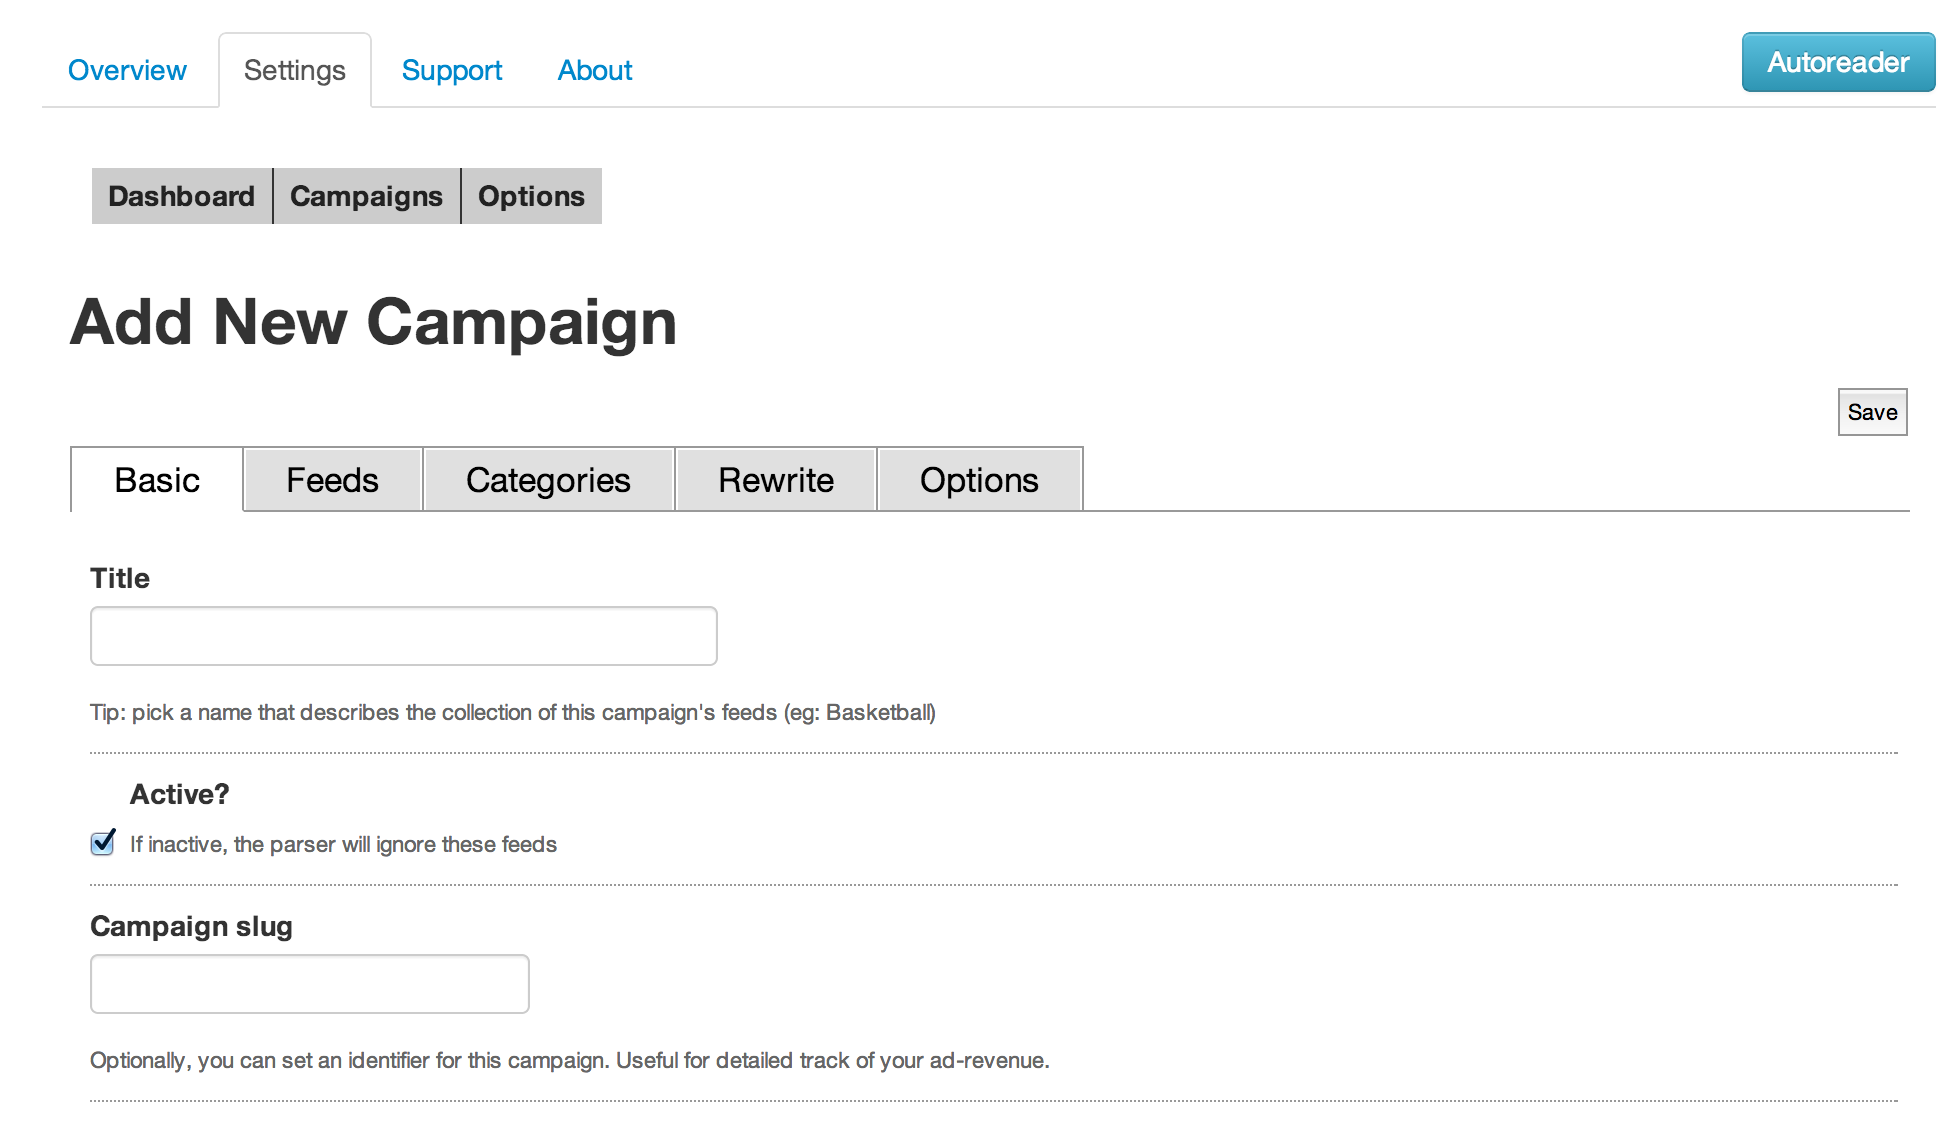 Overview Settings Support About Autoreader
Dashboard Campaigns Options
Add New Campaign
Save
Basic Feeds Categories Rewrite Options
Title
Tip: pick a name that describes the collection of this campaign's feeds (eg: Basketball)
Active?
If inactive, the parser will ignore these feeds
Campaign slug
Optionally, you can set an identifier for this campaign. Useful for detailed track of your ad-revenue.